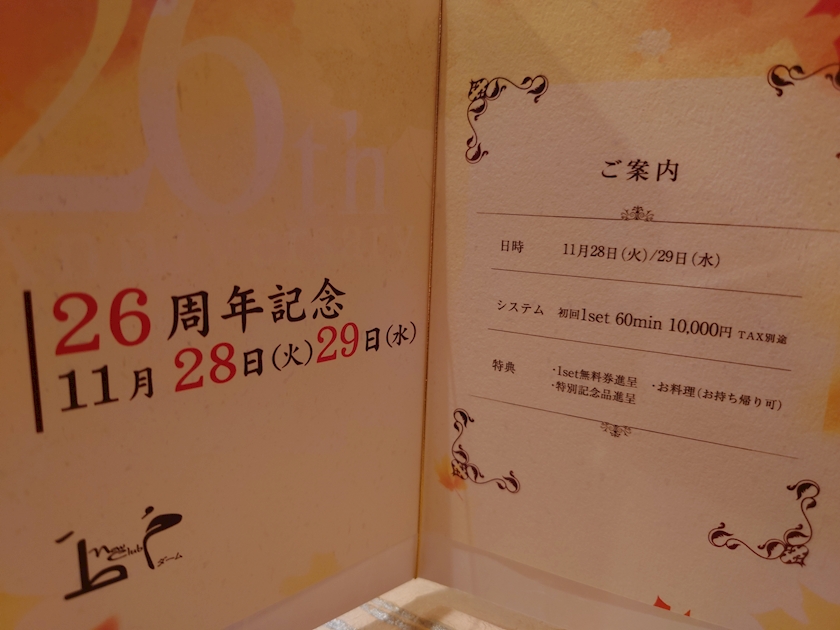 26th
26周年記念
11月28日(火)29日(水)
New Club
ダーム
ご案内
日時 11月28日(火)/29日(水)
システム 初回1set 60min 10,000円 TAX別途
特典 ・1set無料券進呈 ・お料理(お持ち帰り可)
・特別記念品進呈